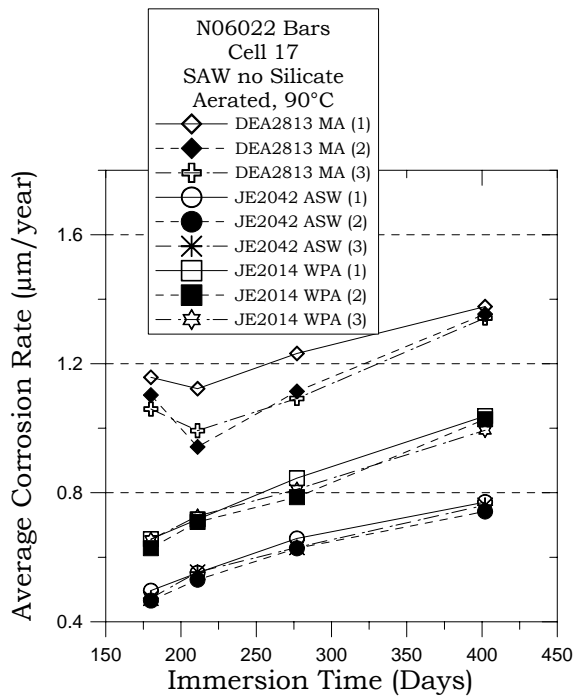 N06022 Bars
Cell 17
SAW no Silicate
Aerated, 90°C
DEA2813 MA (1)
DEA2813 MA (2)
DEA2813 MA (3)
JE2042 ASW (1)
JE2042 ASW (2)
JE2042 ASW (3)
JE2014 WPA (1)
JE2014 WPA (2)
JE2014 WPA (3)
Average Corrosion Rate (µm/year)
1.6
1.2
0.8
0.4
150 200 250 300 350 400 450
Immersion Time (Days)